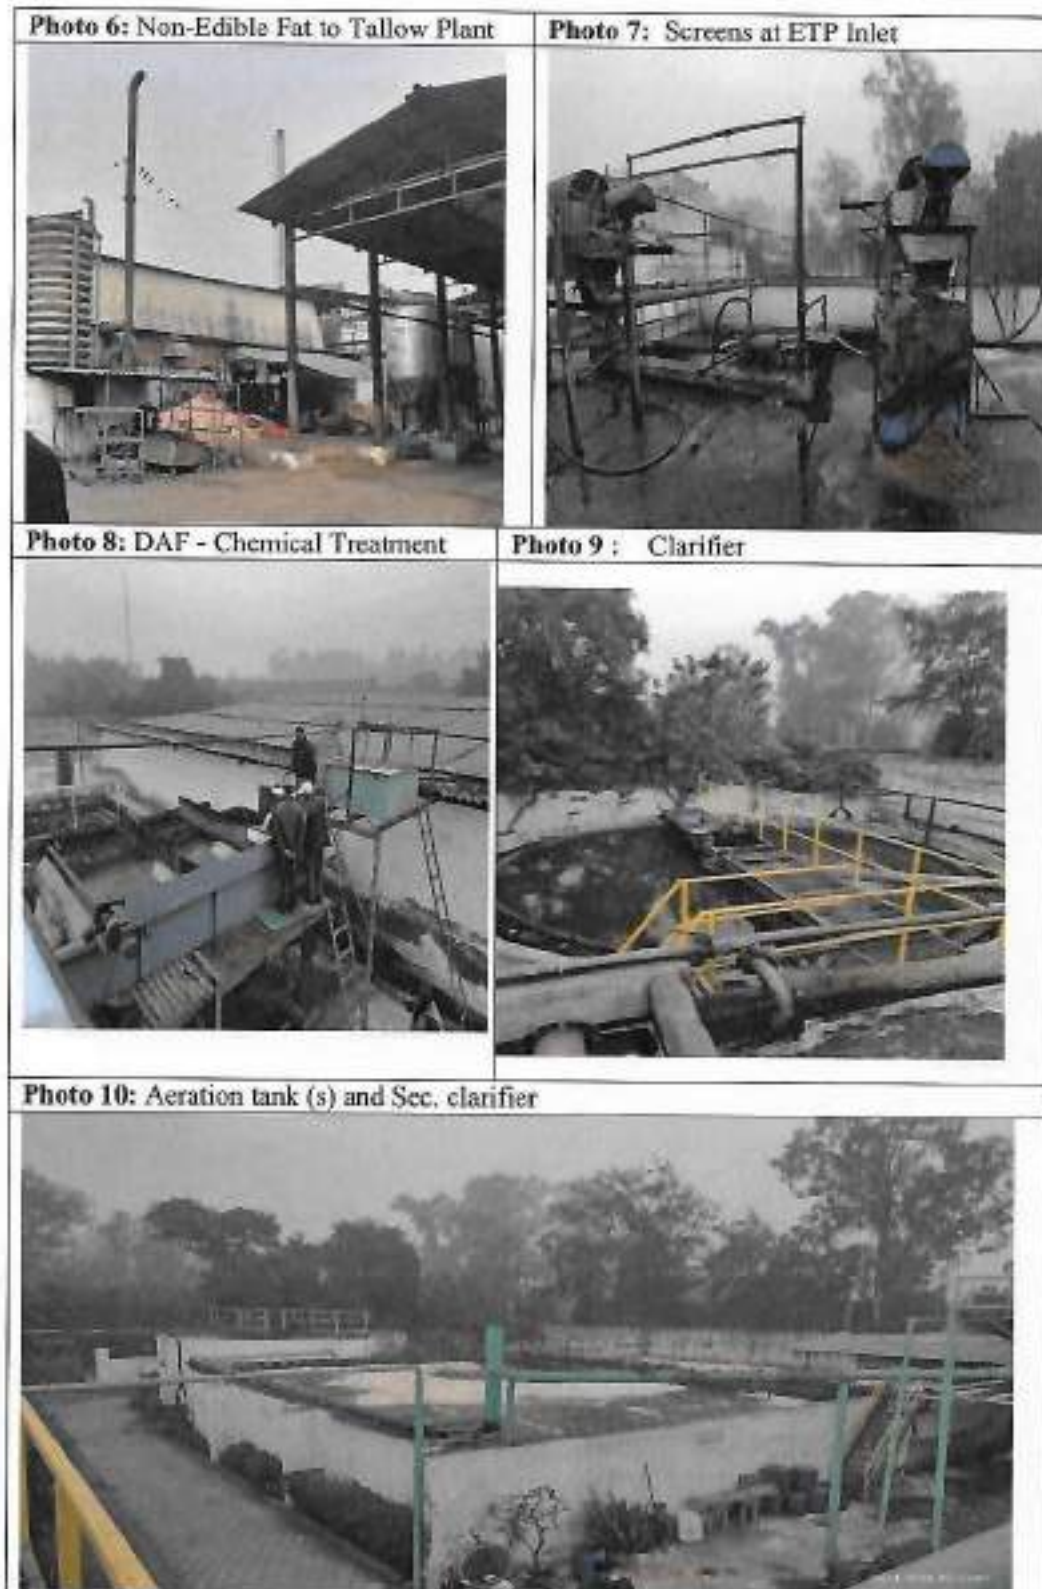 Photo 6: Non-Edible Fat to Tallow Plant
Photo 7: Screens at ETP Inlet
Photo 8: DAF - Chemical Treatment
Photo 9 : Clarifier
Photo 10: Aeration tank (s) and Sec. clarifier